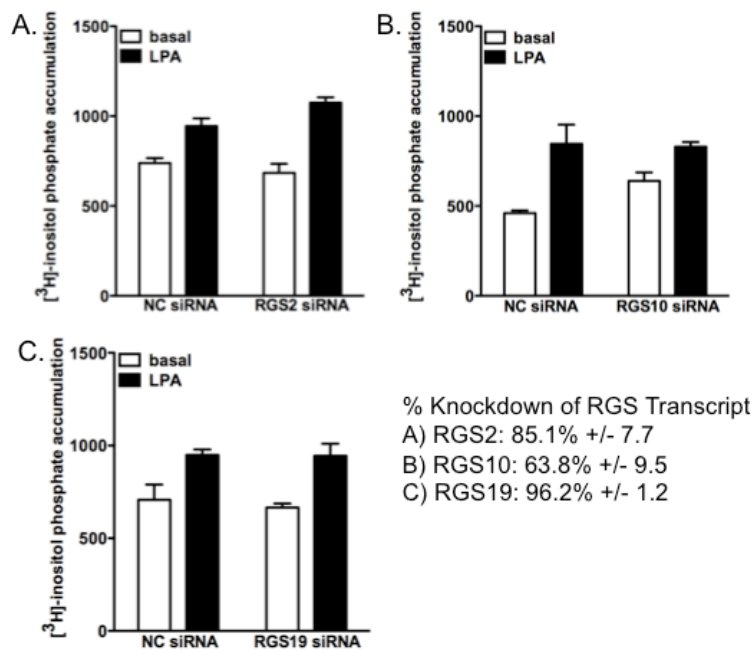 A.
[³H]-inositol phosphate accumulation
1500
1000
500
0
basal
LPA
NC siRNA RGS2 siRNA
B.
[³H]-inositol phosphate accumulation
1500
1000
500
0
basal
LPA
NC siRNA RGS10 siRNA
C.
[³H]-inositol phosphate accumulation
1500
1000
500
0
basal
LPA
NC siRNA RGS19 siRNA
% Knockdown of RGS Transcript
A) RGS2: 85.1% +/- 7.7
B) RGS10: 63.8% +/- 9.5
C) RGS19: 96.2% +/- 1.2